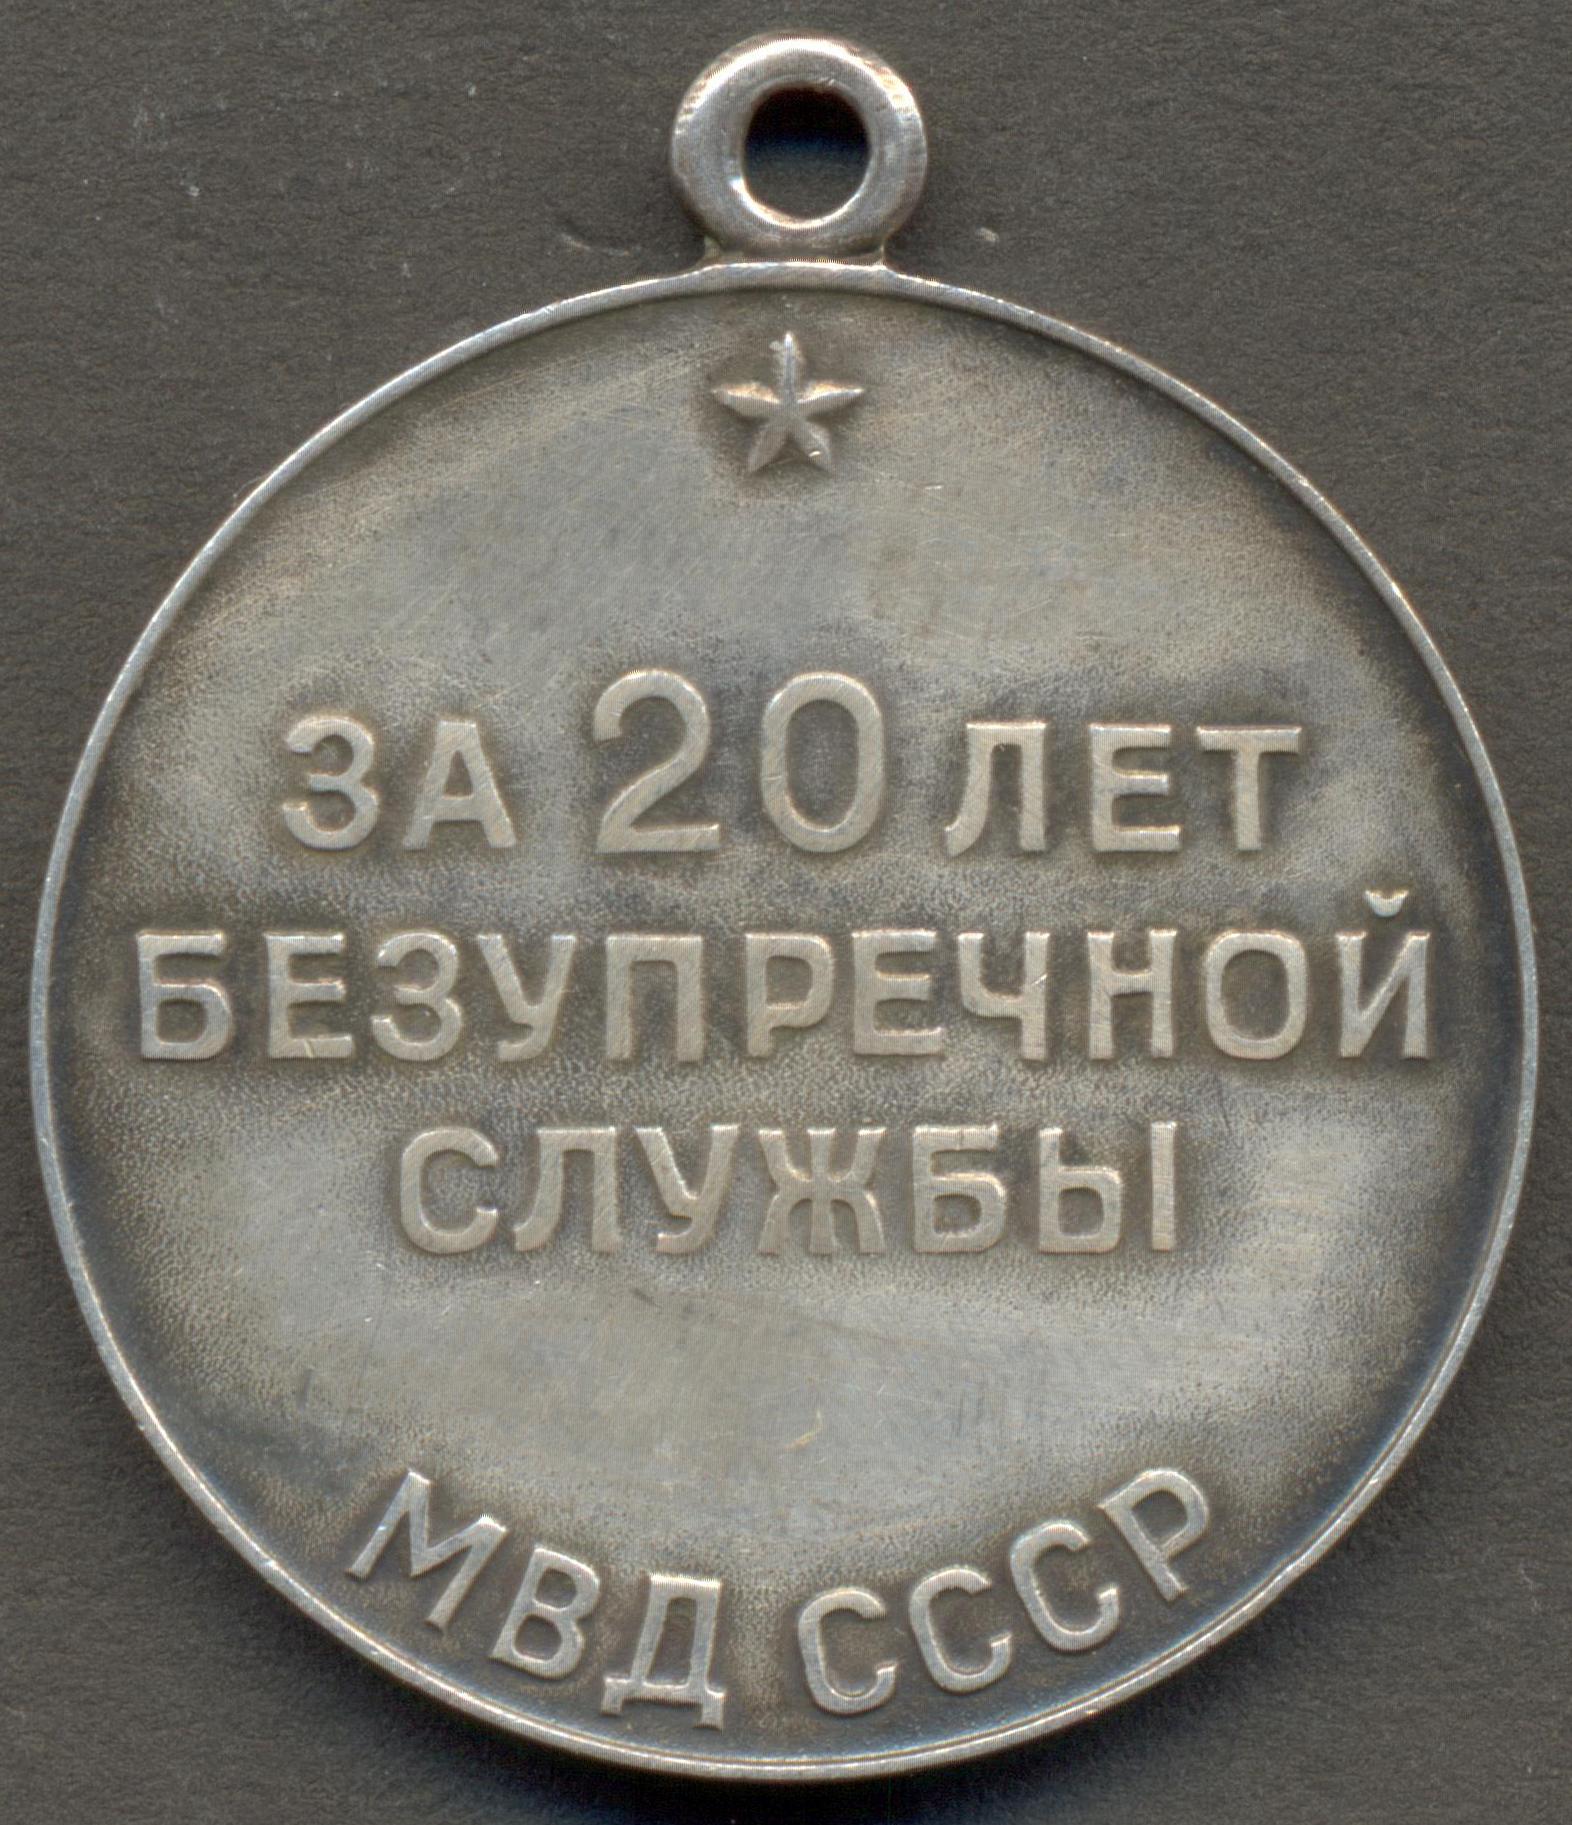 ЗА 20 ЛЕТ
БЕЗУПРЕЧНОЙ
СЛУЖБЫ
МВД СССР